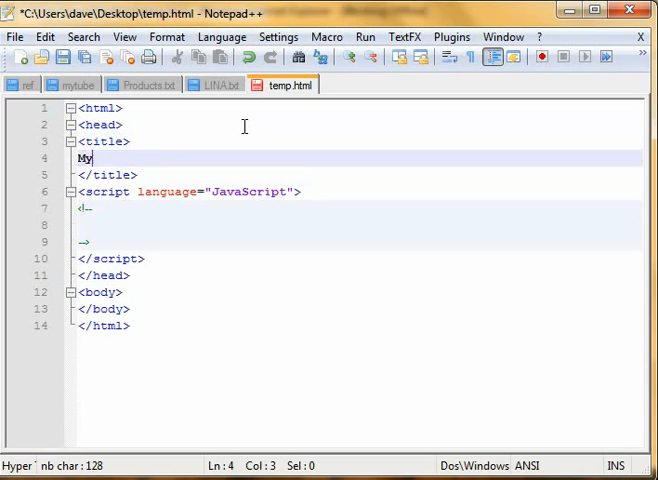 *C:\Users\dave\Desktop\temp.html - Notepad++
File Edit Search View Format Language Settings Macro Run TextFX Plugins Window ? X
ref mytube Products.txt LINA.txt temp.html
1 <html>
2 <head>
3 <title>
4 My
5 </title>
6 <script language="JavaScript">
7 <!--
8
9 -->
10 </script>
11 </head>
12 <body>
13 </body>
14 </html>
Hyper nb char : 128 Ln : 4 Col : 3 Sel : 0 Dos\Windows ANSI INS